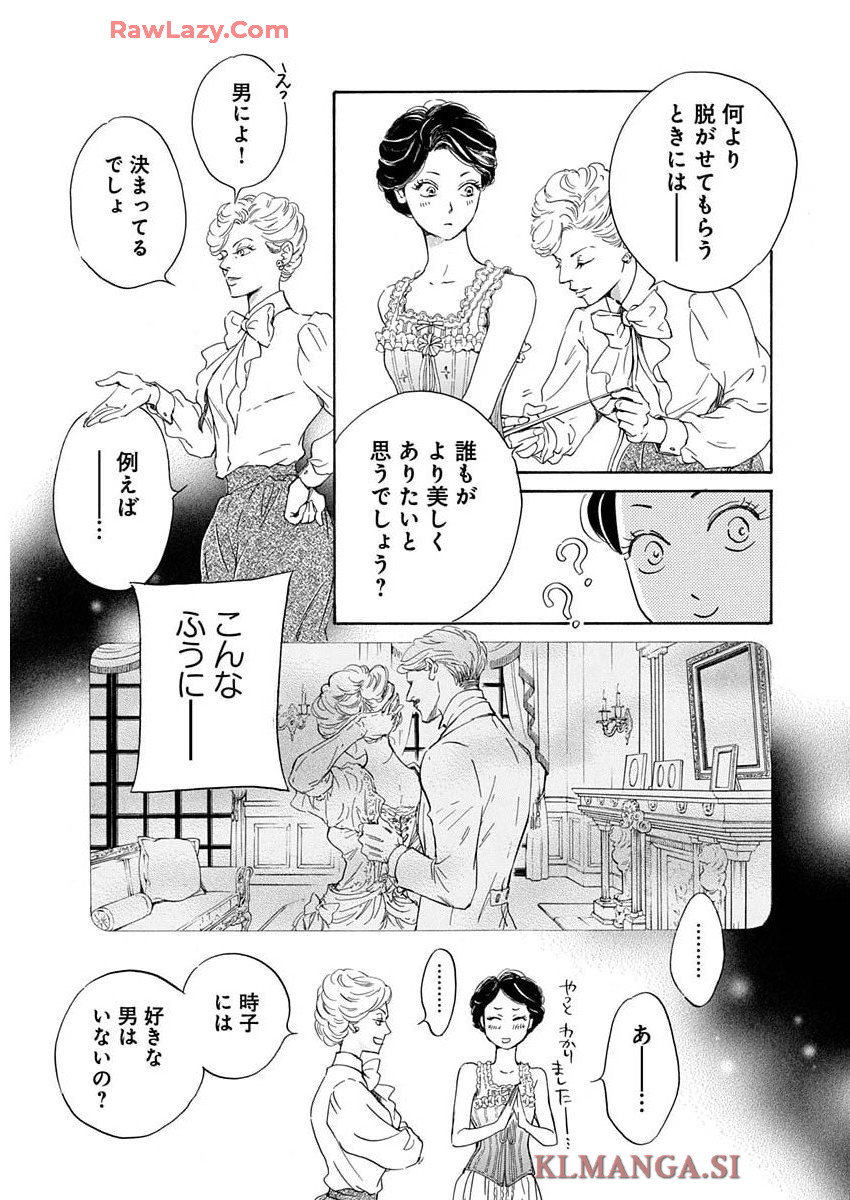 RawLazy.Com
何より
脱がせてもらう
ときには──
誰もが
より美しく
ありたいと
思うでしょう?
???
えっ
男によ!
決まってる
でしょ
例えば
──…
こんな
ふうに──
………
あー…
やっと わかり
ました──……
………
時子
には
好きな
男は
いないの?
KLMANGA.SI